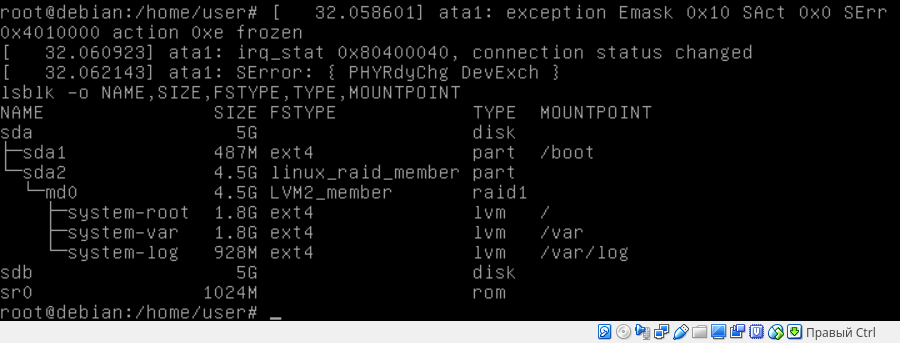 root@debian:/home/user# [   32.058601] ata1: exception Emask 0x10 SAct 0x0 SErr
0x4010000 action 0xe frozen
[   32.060923] ata1: irq_stat 0x80400040, connection status changed
[   32.062143] ata1: SError: { PHYRdyChg DevExch }
lsblk -o NAME,SIZE,FSTYPE,TYPE,MOUNTPOINT
NAME                SIZE FSTYPE            TYPE  MOUNTPOINT
sda                   5G                   disk
├─sda1              487M ext4              part  /boot
└─sda2              4.5G linux_raid_member part
  └─md0             4.5G LVM2_member       raid1
    ├─system-root   1.8G ext4              lvm   /
    ├─system-var    1.8G ext4              lvm   /var
    └─system-log    928M ext4              lvm   /var/log
sdb                   5G                   disk
sr0                1024M                   rom
root@debian:/home/user# _
Правый Ctrl